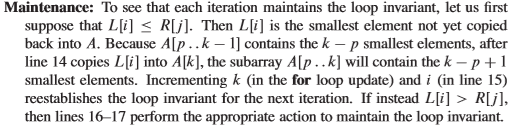 Maintenance: To see that each iteration maintains the loop invariant, let us first
suppose that L[i] ≤ R[j]. Then L[i] is the smallest element not yet copied
back into A. Because A[p..k − 1] contains the k − p smallest elements, after
line 14 copies L[i] into A[k], the subarray A[p..k] will contain the k − p + 1
smallest elements. Incrementing k (in the for loop update) and i (in line 15)
reestablishes the loop invariant for the next iteration. If instead L[i] > R[j],
then lines 16–17 perform the appropriate action to maintain the loop invariant.